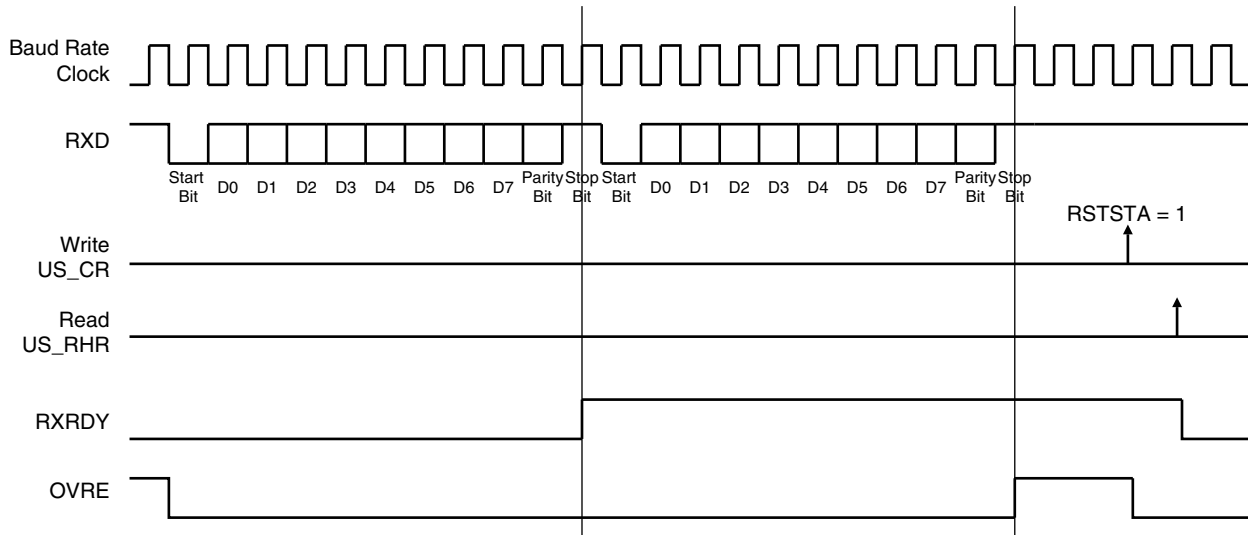 Baud Rate
Clock
RXD
Start
Bit
D0 D1 D2 D3 D4 D5 D6 D7
Parity
Bit
Stop
Bit
Start
Bit
D0 D1 D2 D3 D4 D5 D6 D7
Parity
Bit
Stop
Bit
RSTSTA = 1
Write
US_CR
Read
US_RHR
RXRDY
OVRE